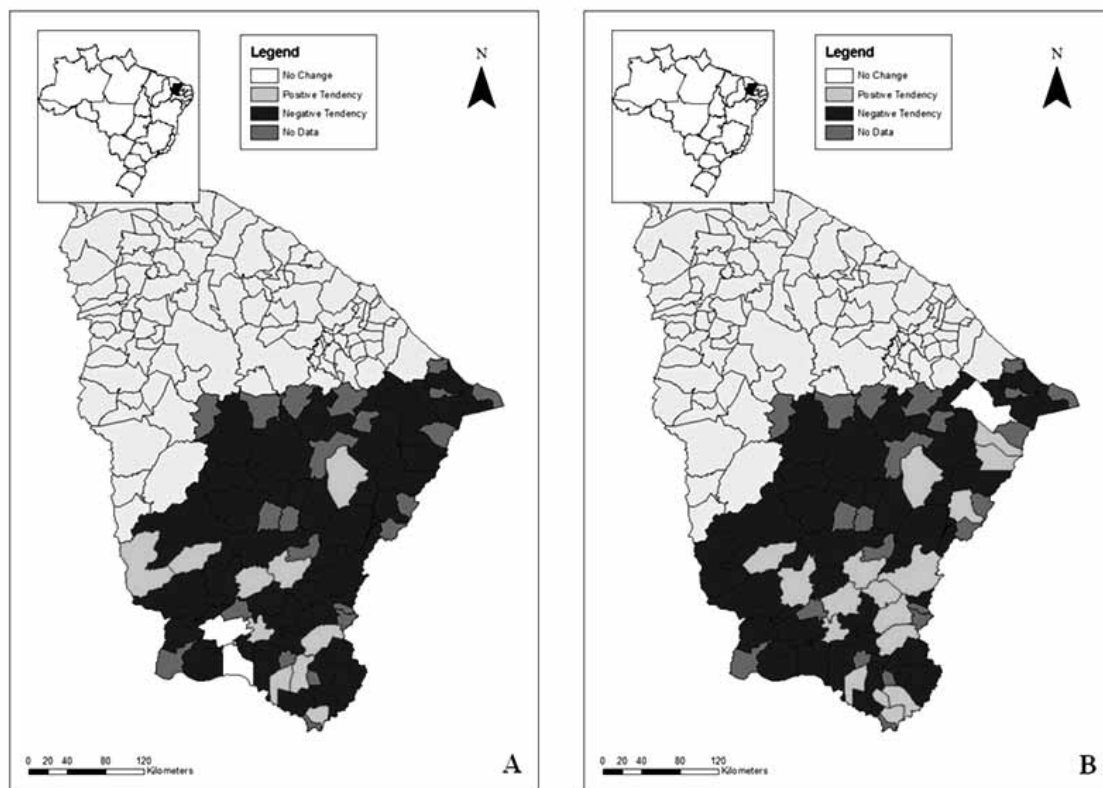 Legend
No Change
Positive Tendency
Negative Tendency
No Data
N
0 20 40 80 120
Kilometers
A
Legend
No Change
Positive Tendency
Negative Tendency
No Data
N
0 20 40 80 120
Kilometers
B